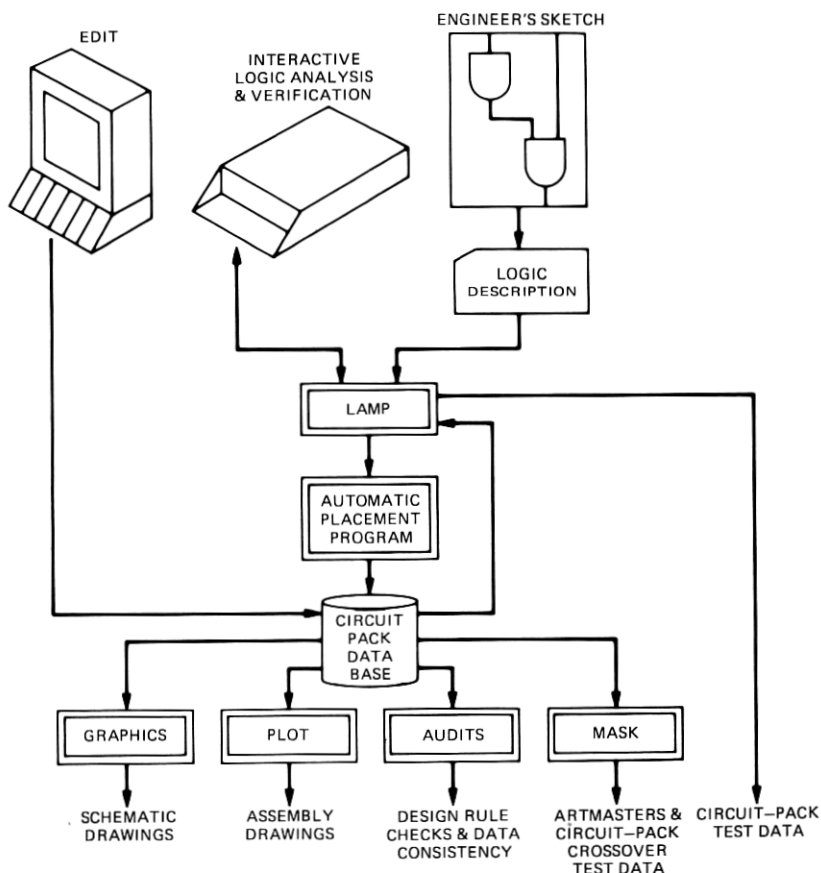 EDIT
INTERACTIVE
LOGIC ANALYSIS
& VERIFICATION
ENGINEER'S SKETCH
LOGIC
DESCRIPTION
LAMP
AUTOMATIC
PLACEMENT
PROGRAM
CIRCUIT
PACK
DATA
BASE
GRAPHICS
PLOT
AUDITS
MASK
SCHEMATIC
DRAWINGS
ASSEMBLY
DRAWINGS
DESIGN RULE
CHECKS & DATA
CONSISTENCY
ARTMASTERS &
CIRCUIT–PACK
CROSSOVER
TEST DATA
CIRCUIT–PACK
TEST DATA